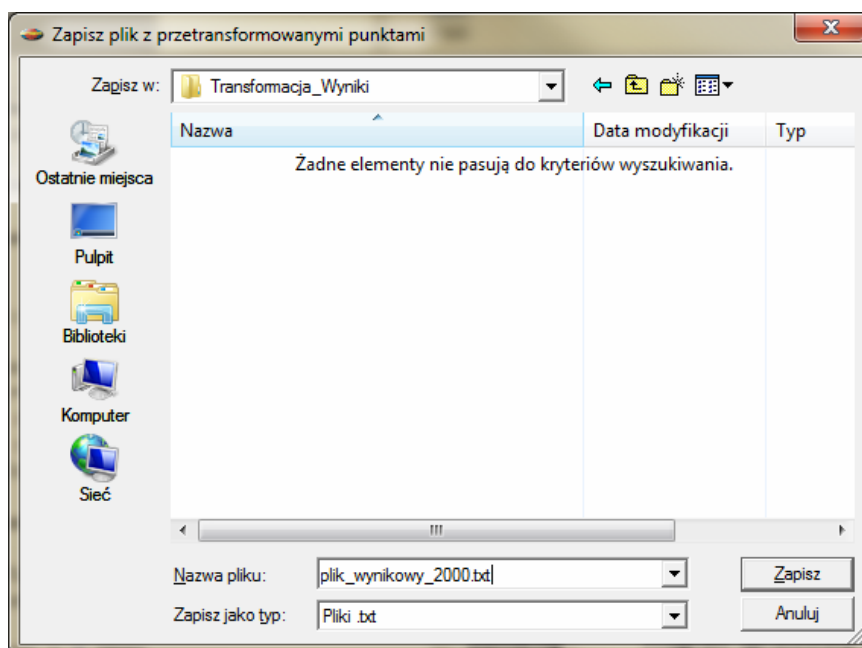 Zapisz plik z przetransformowanymi punktami
Zapisz w: Transformacja_Wyniki
Nazwa Data modyfikacji Typ
Żadne elementy nie pasują do kryteriów wyszukiwania.
Ostatnie miejsca
Pulpit
Biblioteki
Komputer
Sieć
Nazwa pliku: plik_wynikowy_2000.txt Zapisz
Zapisz jako typ: Pliki .txt Anuluj